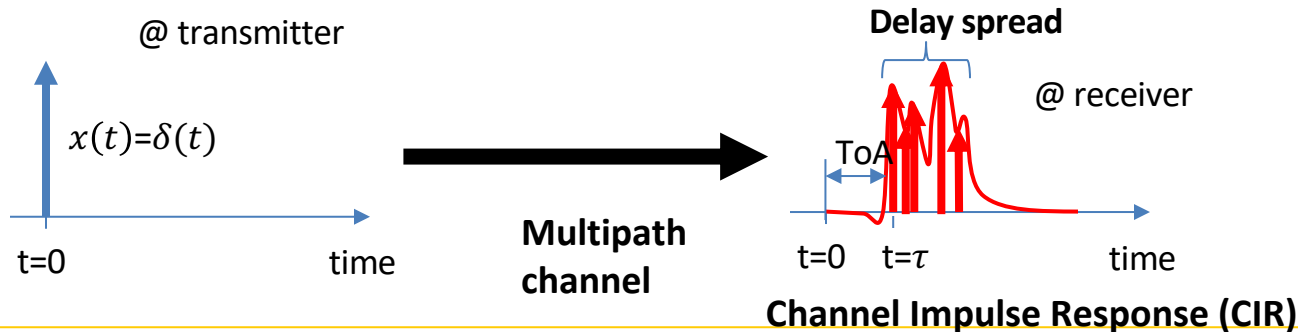 @ transmitter
x(t)=δ(t)
t=0
time
Multipath
channel
Delay spread
@ receiver
ToA
t=0
t=τ
time
Channel Impulse Response (CIR)